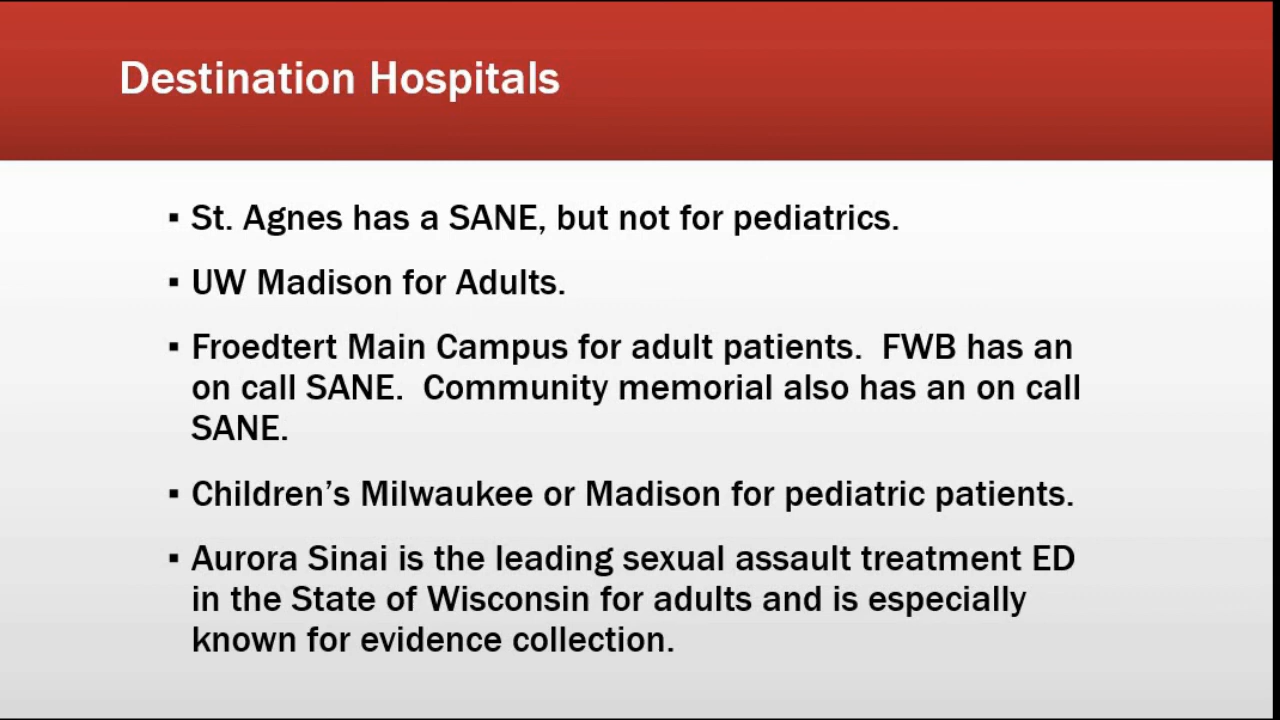 Destination Hospitals
▪ St. Agnes has a SANE, but not for pediatrics.
▪ UW Madison for Adults.
▪ Froedtert Main Campus for adult patients.  FWB has an
on call SANE.  Community memorial also has an on call
SANE.
▪ Children’s Milwaukee or Madison for pediatric patients.
▪ Aurora Sinai is the leading sexual assault treatment ED
in the State of Wisconsin for adults and is especially
known for evidence collection.